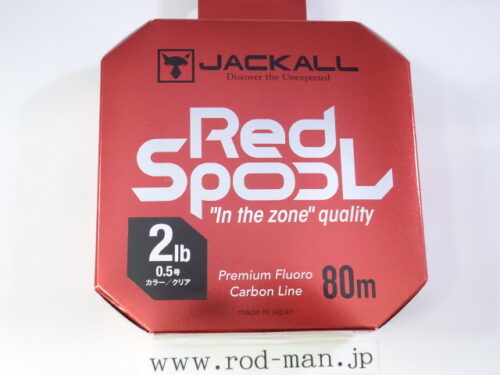 JACKALL
Discover the Unexpected
Red
Spool
"In the zone" quality
2lb
0.5号
カラー／クリア
Premium Fluoro
Carbon Line
80m
made in japan
www.rod-man.jp